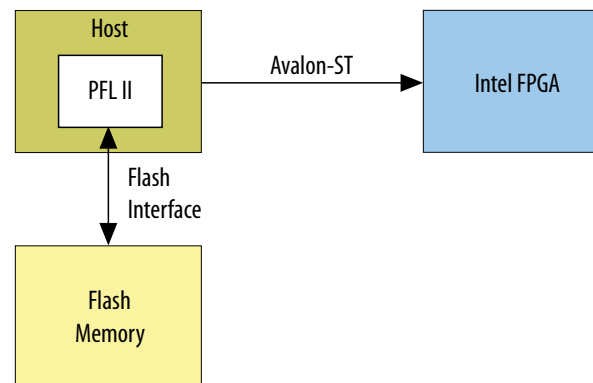 Host
PFL II
Avalon-ST
Intel FPGA
Flash
Interface
Flash
Memory